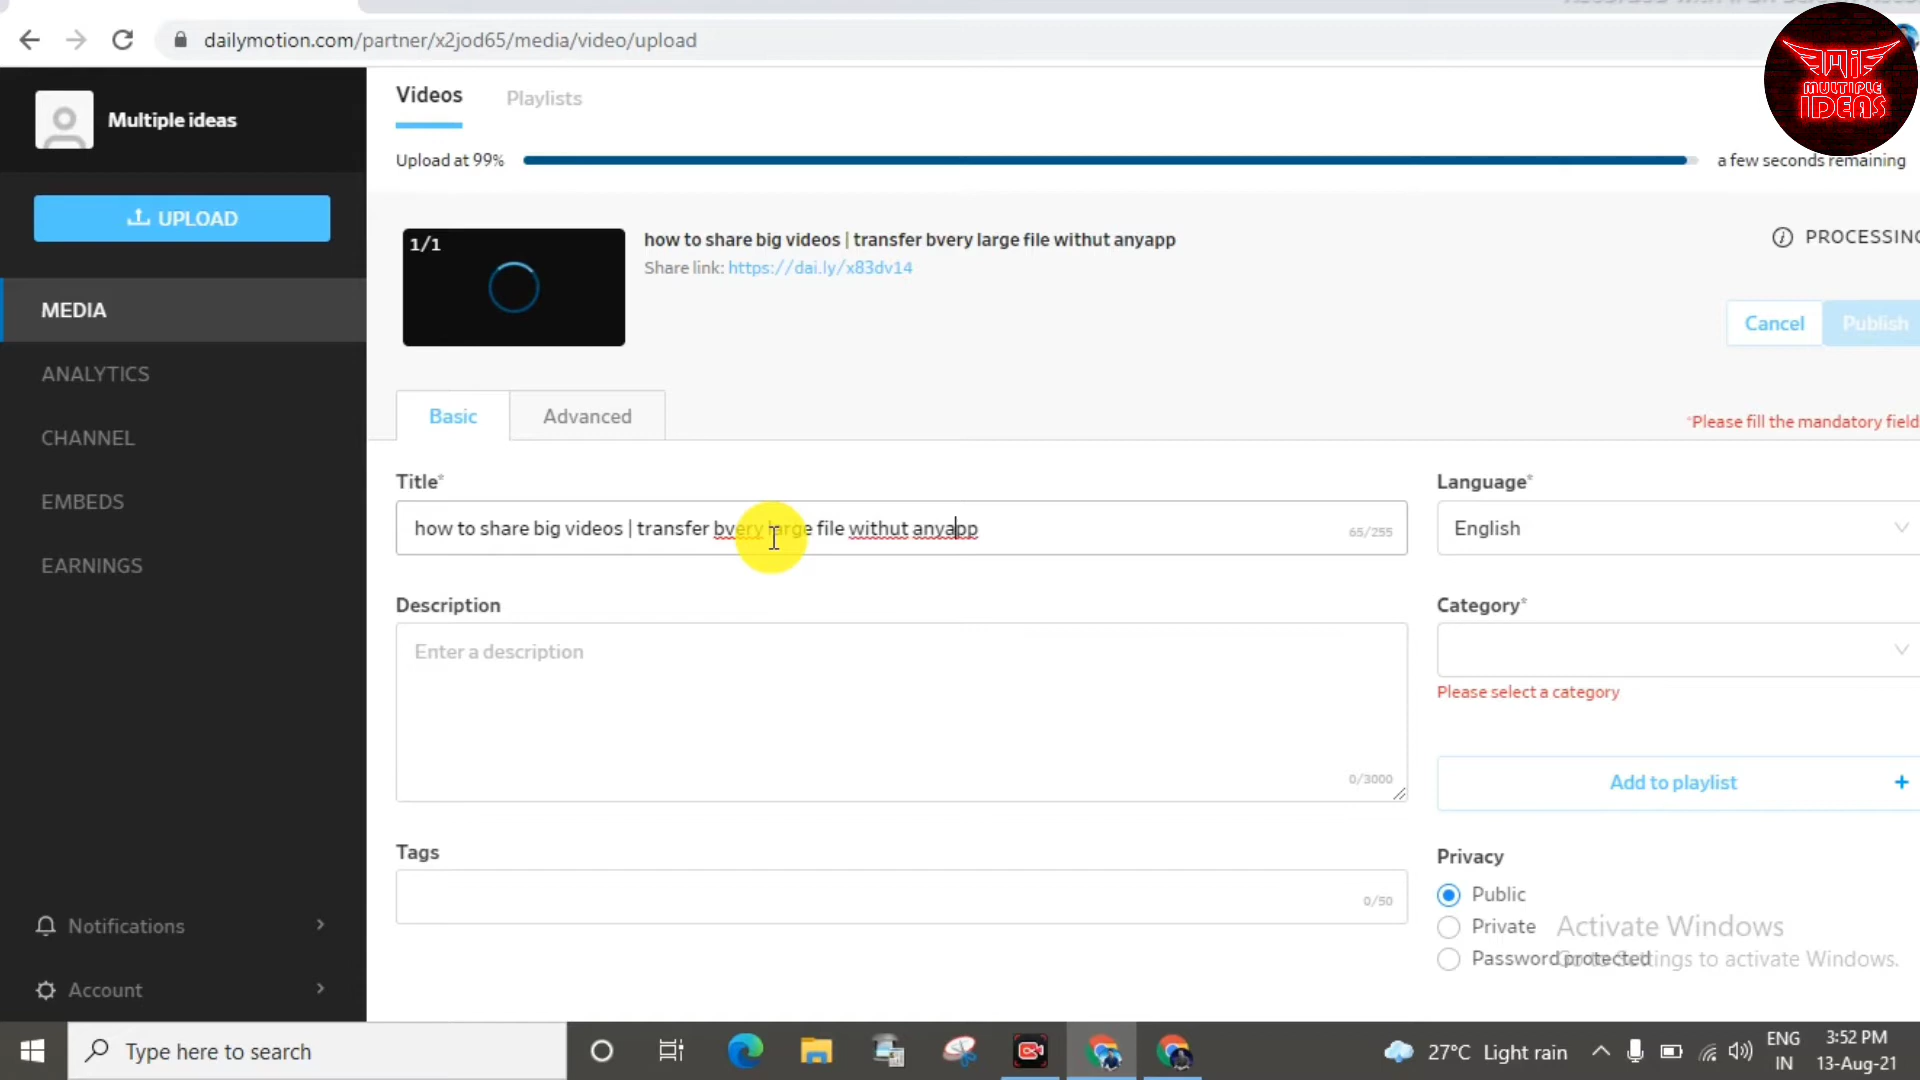 dailymotion.com/partner/x2jod65/media/video/upload
MI
MULTIPLE
IDEAS
Multiple ideas
UPLOAD
MEDIA
ANALYTICS
CHANNEL
EMBEDS
EARNINGS
Notifications
Account
Videos Playlists
Upload at 99% a few seconds remaining
1/1
how to share big videos | transfer bvery large file withut anyapp
Share link: https://dai.ly/x83dv14
PROCESSING
Cancel Publish
Basic Advanced
*Please fill the mandatory field
Title*
how to share big videos | transfer bvery large file withut anyapp
65/255
Language*
English
Description
Enter a description
0/3000
Category*
Please select a category
Add to playlist +
Tags
0/50
Privacy
Public
Private
Password protected
Activate Windows
Go to Settings to activate Windows.
Type here to search
27°C Light rain
ENG
IN
3:52 PM
13-Aug-21